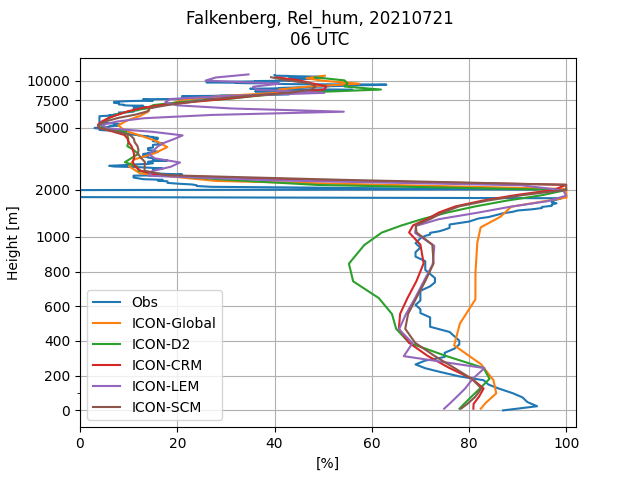 Falkenberg, Rel_hum, 20210721
06 UTC
10000
7500
5000
2000
1000
800
600
400
200
0
Height [m]
Obs
ICON-Global
ICON-D2
ICON-CRM
ICON-LEM
ICON-SCM
0 20 40 60 80 100
[%]